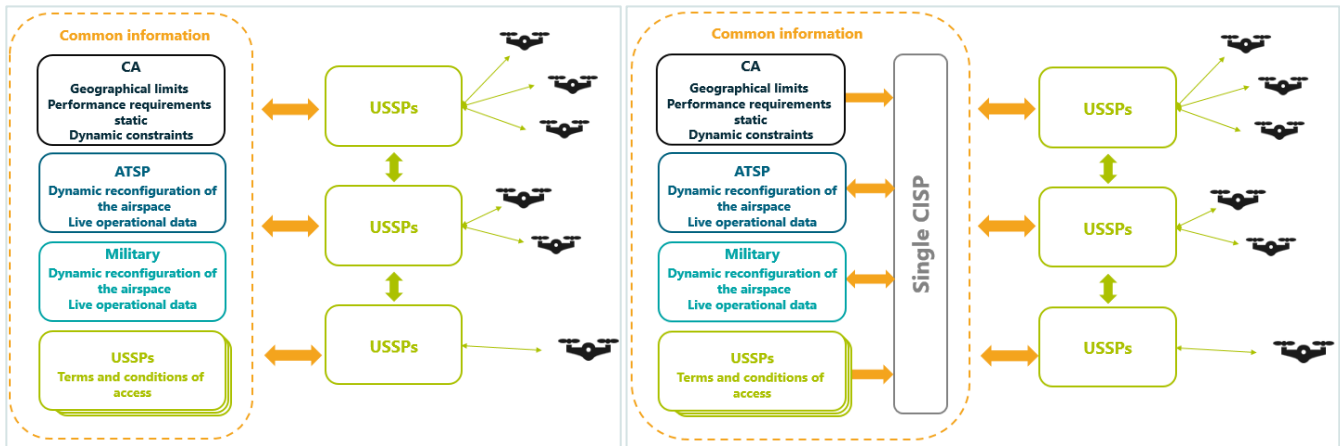 Common information
CA
Geographical limits
Performance requirements
static
Dynamic constraints
ATSP
Dynamic reconfiguration of
the airspace
Live operational data
Military
Dynamic reconfiguration of
the airspace
Live operational data
USSPs
Terms and conditions of
access
USSPs
USSPs
USSPs
Common information
CA
Geographical limits
Performance requirements
static
Dynamic constraints
ATSP
Dynamic reconfiguration of
the airspace
Live operational data
Military
Dynamic reconfiguration of
the airspace
Live operational data
USSPs
Terms and conditions of
access
Single CISP
USSPs
USSPs
USSPs